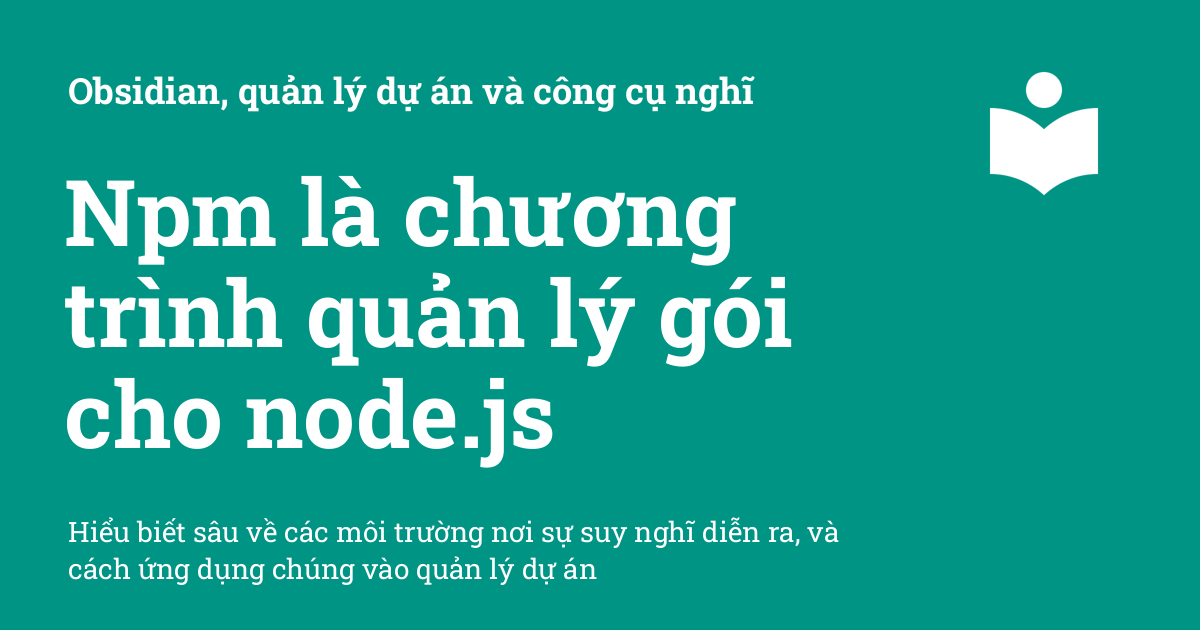 Obsidian, quản lý dự án và công cụ nghĩ
Npm là chương
trình quản lý gói
cho node.js
Hiểu biết sâu về các môi trường nơi sự suy nghĩ diễn ra, và
cách ứng dụng chúng vào quản lý dự án